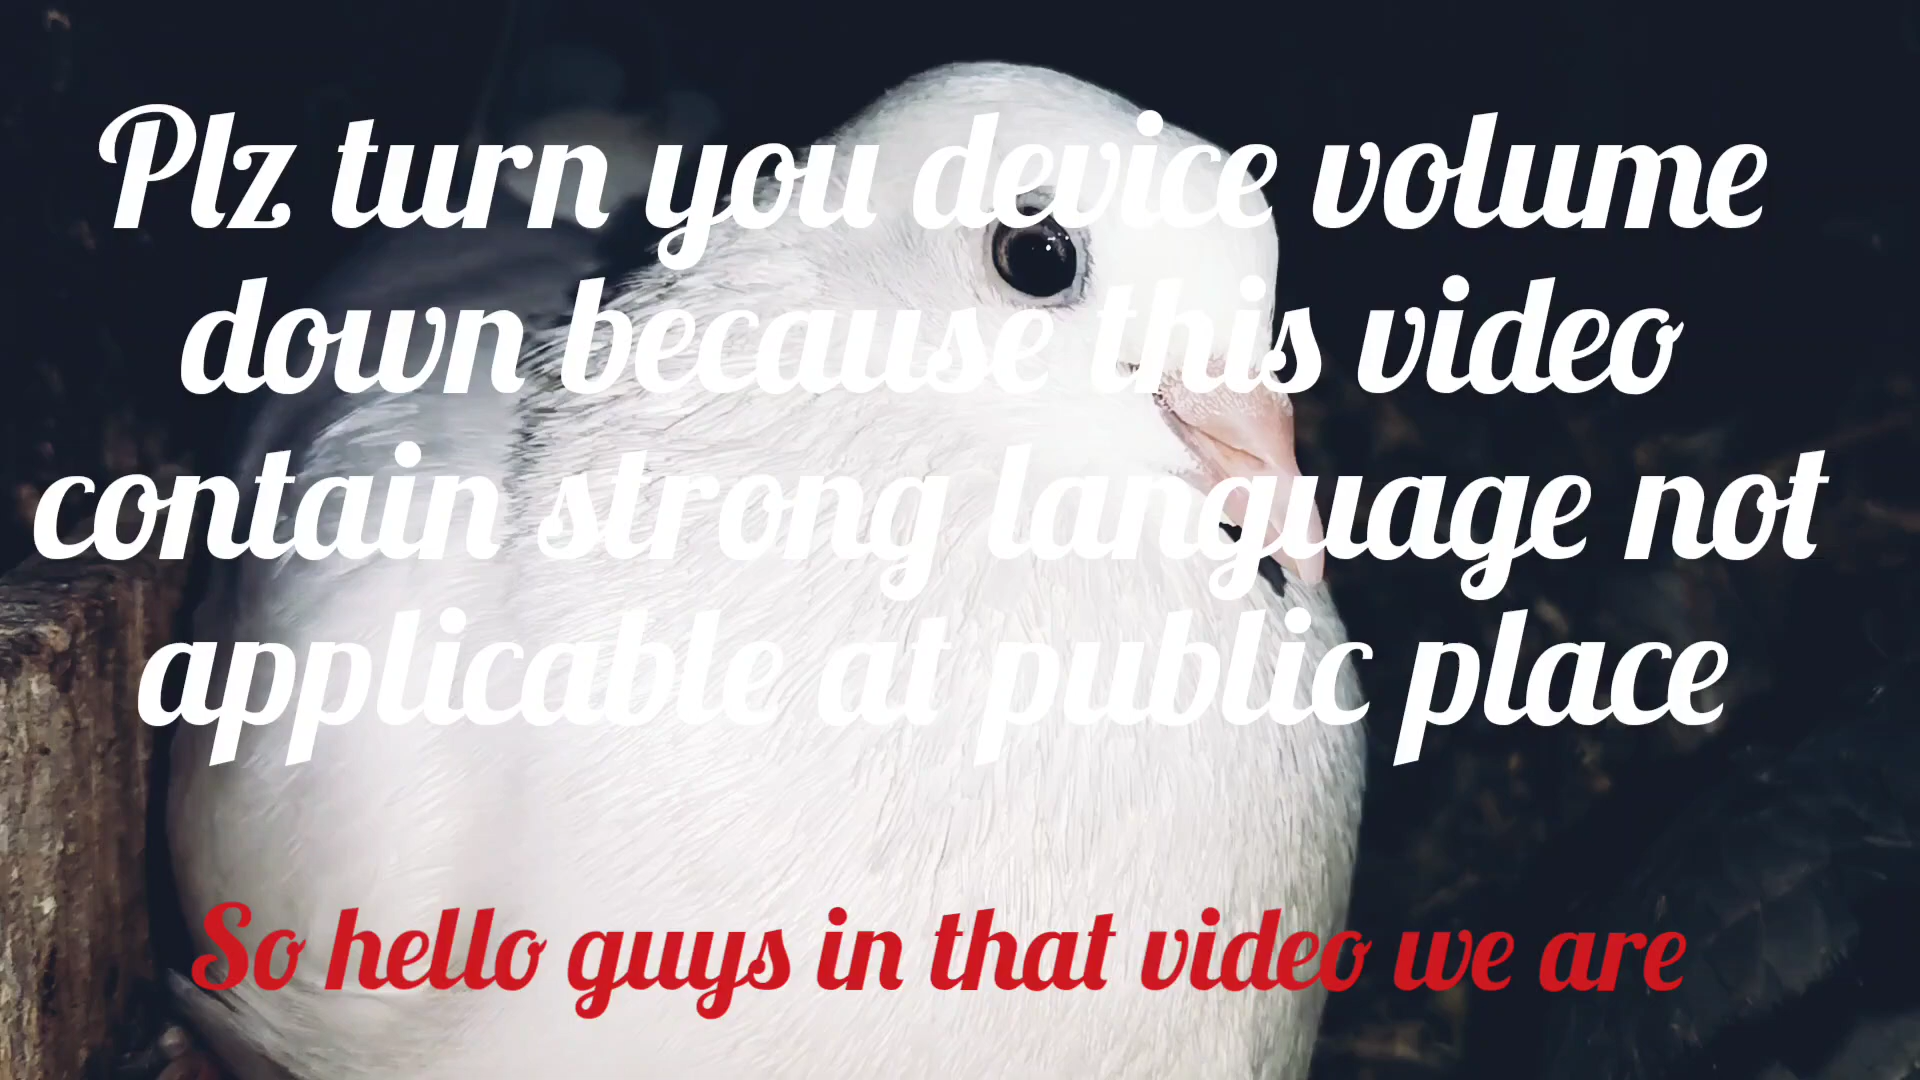 Plz turn you device volume
down because this video
contain strong language not
applicable at public place
So hello guys in that video we are